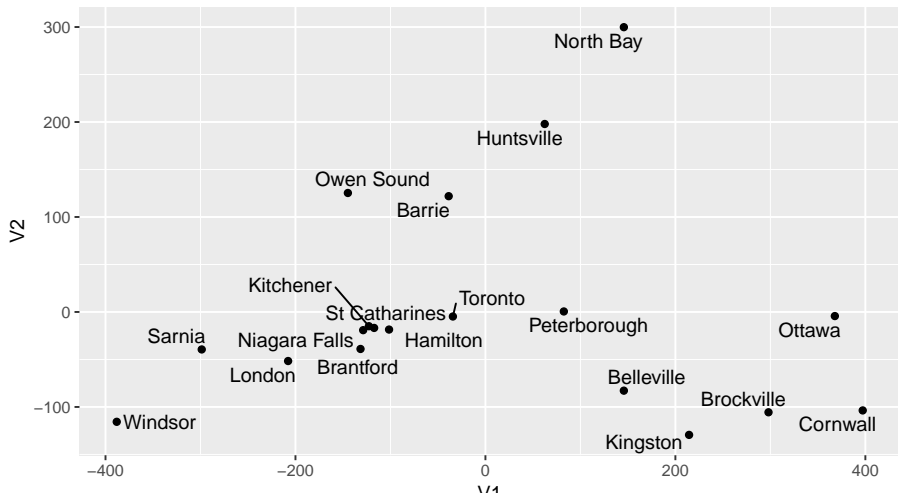 300
200
100
0
−100
V2
North Bay
Huntsville
Owen Sound
Barrie
Kitchener
St Catharines
Toronto
Sarnia
Niagara Falls
Hamilton
Peterborough
Ottawa
London
Brantford
Belleville
Brockville
Windsor
Kingston
Cornwall
−400
−200
0
200
400
V1